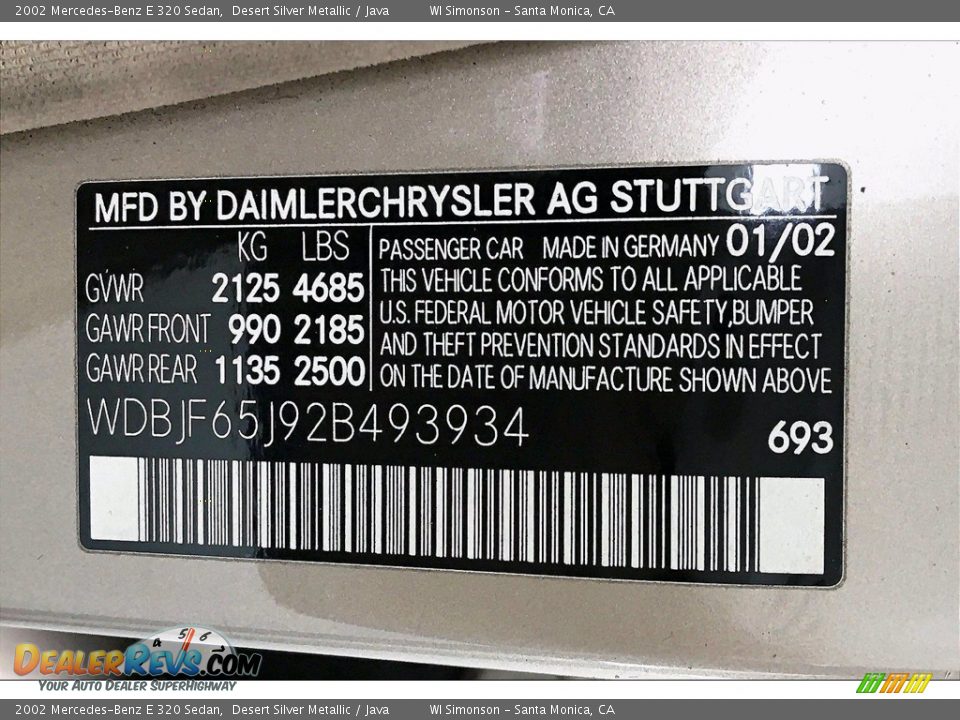 2002 Mercedes-Benz E 320 Sedan, Desert Silver Metallic / Java WI Simonson - Santa Monica, CA
MFD BY DAIMLERCHRYSLER AG STUTTGART
KG LBS
GVWR 2125 4685
GAWR FRONT 990 2185
GAWR REAR 1135 2500
PASSENGER CAR MADE IN GERMANY 01/02
THIS VEHICLE CONFORMS TO ALL APPLICABLE
U.S. FEDERAL MOTOR VEHICLE SAFETY,BUMPER
AND THEFT PREVENTION STANDARDS IN EFFECT
ON THE DATE OF MANUFACTURE SHOWN ABOVE
WDBJF65J92B493934
693
4 5 6
DEALERREVS.COM
YOUR AUTO DEALER SUPERHIGHWAY
2002 Mercedes-Benz E 320 Sedan, Desert Silver Metallic / Java WI Simonson - Santa Monica, CA